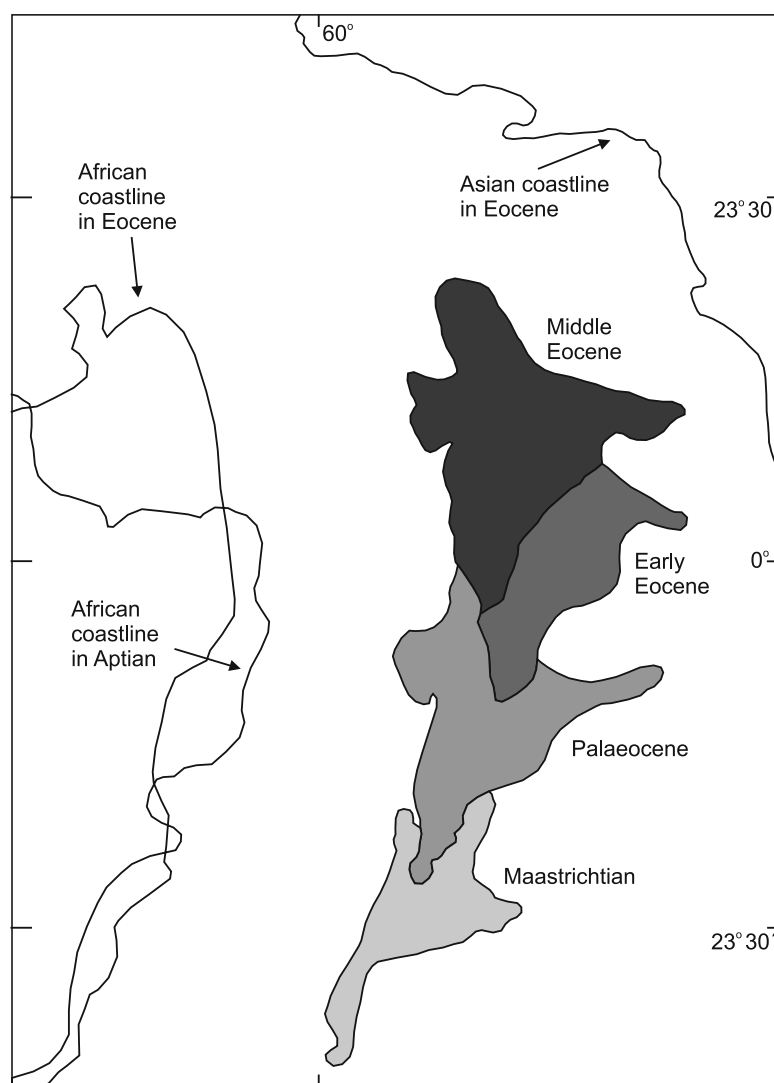 60°
African
coastline
in Eocene
Asian coastline
in Eocene
23°30'
Middle
Eocene
Early
Eocene
0°
African
coastline
in Aptian
Palaeocene
Maastrichtian
23°30'